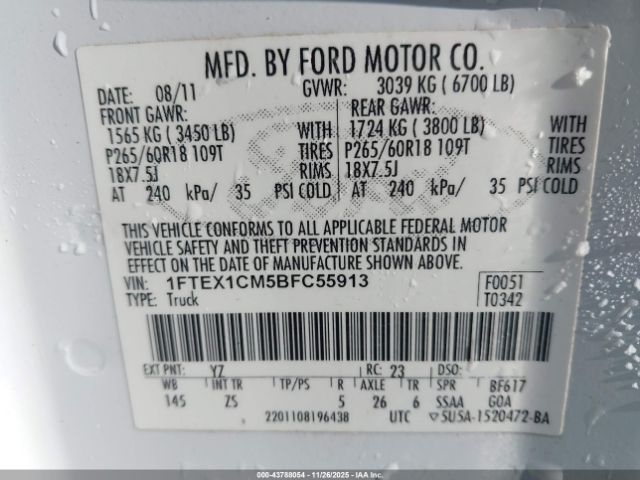 MFD. BY FORD MOTOR CO.
DATE: 08/11 GVWR: 3039 KG ( 6700 LB)
FRONT GAWR: REAR GAWR:
1565 KG ( 3450 LB) WITH 1724 KG ( 3800 LB) WITH
P265/60R18 109T TIRES P265/60R18 109T TIRES
18X7.5J RIMS 18X7.5J RIMS
AT 240 kPa/ 35 PSI COLD AT 240 kPa/ 35 PSI COLD
THIS VEHICLE CONFORMS TO ALL APPLICABLE FEDERAL MOTOR
VEHICLE SAFETY AND THEFT PREVENTION STANDARDS IN
EFFECT ON THE DATE OF MANUFACTURE SHOWN ABOVE.
VIN: 1FTEX1CM5BFC55913 F0051
TYPE: Truck T0342
EXT PNT: YZ RC: 23 DSO:
WB INT TR TP/PS R AXLE TR SPR BF617
145 ZS 5 26 6 SSAA GOA
2201108196438 UTC SU5A-1520472-BA
000-43788054 - 11/26/2025 - IAA Inc.